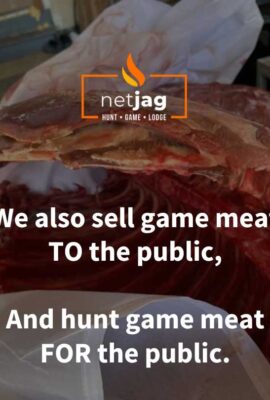 netjag
HUNT • GAME • LODGE
We also sell game meat
TO the public,
And hunt game meat
FOR the public.